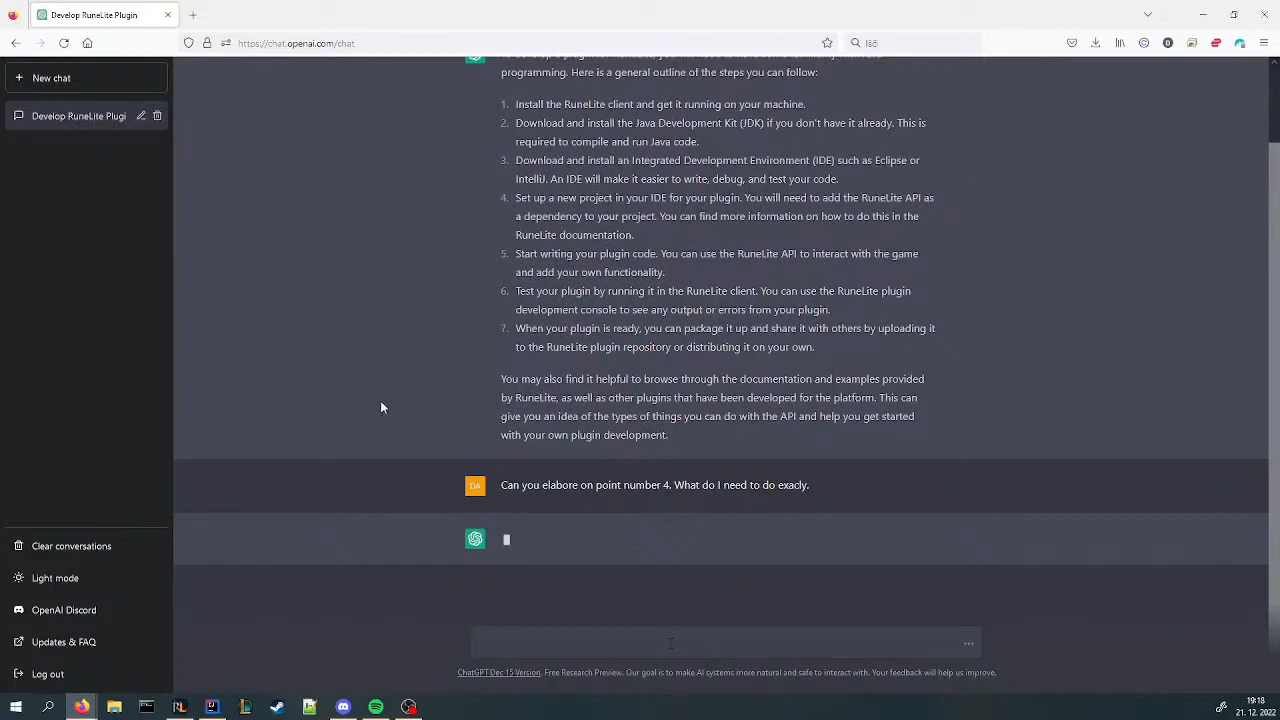 Develop RuneLite Plugin
https://chat.openai.com/chat
lščí
New chat
Develop RuneLite Plugi
programming. Here is a general outline of the steps you can follow:
1. Install the RuneLite client and get it running on your machine.
2. Download and install the Java Development Kit (JDK) if you don't have it already. This is
required to compile and run Java code.
3. Download and install an Integrated Development Environment (IDE) such as Eclipse or
IntelliJ. An IDE will make it easier to write, debug, and test your code.
4. Set up a new project in your IDE for your plugin. You will need to add the RuneLite API as
a dependency to your project. You can find more information on how to do this in the
RuneLite documentation.
5. Start writing your plugin code. You can use the RuneLite API to interact with the game
and add your own functionality.
6. Test your plugin by running it in the RuneLite client. You can use the RuneLite plugin
development console to see any output or errors from your plugin.
7. When your plugin is ready, you can package it up and share it with others by uploading it
to the RuneLite plugin repository or distributing it on your own.
You may also find it helpful to browse through the documentation and examples provided
by RuneLite, as well as other plugins that have been developed for the platform. This can
give you an idea of the types of things you can do with the API and help you get started
with your own plugin development.
DA
Can you elabore on point number 4. What do I need to do exacly.
Clear conversations
Light mode
OpenAI Discord
Updates & FAQ
Log out
ChatGPT Dec 15 Version. Free Research Preview. Our goal is to make AI systems more natural and safe to interact with. Your feedback will help us improve.
19:18
21. 12. 2022